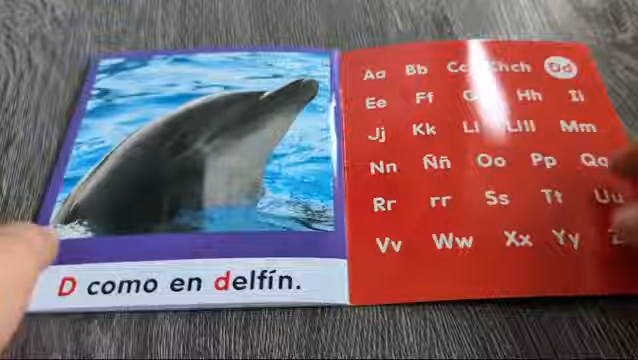 D como en delfín.
Aa Bb Cc Chch Dd
Ee Ff Hh Ii
Jj Kk Ll Llll Mm
Nn Ññ Oo Pp Qq
Rr rr Ss Tt Uu
Vv Ww Xx Yy